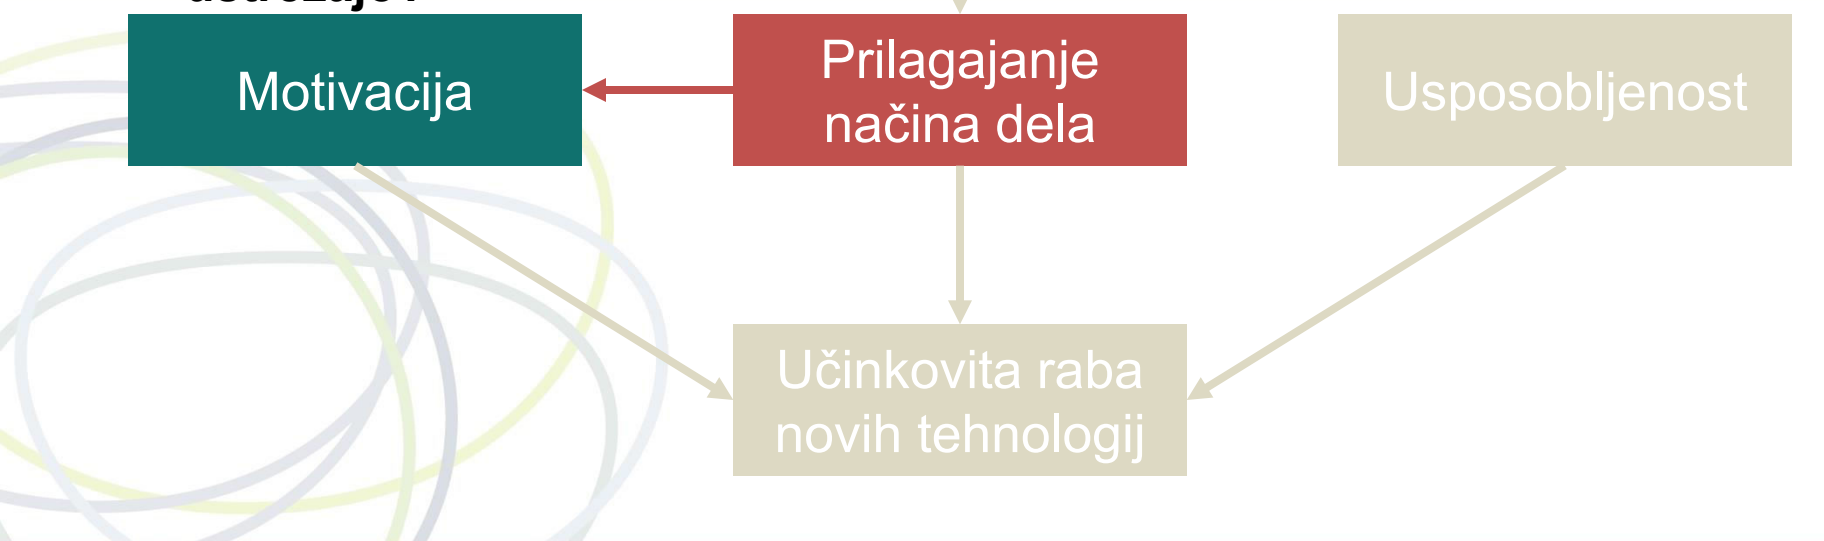 Motivacija
Prilagajanje
načina dela
Usposobljenost
Učinkovita raba
novih tehnologij